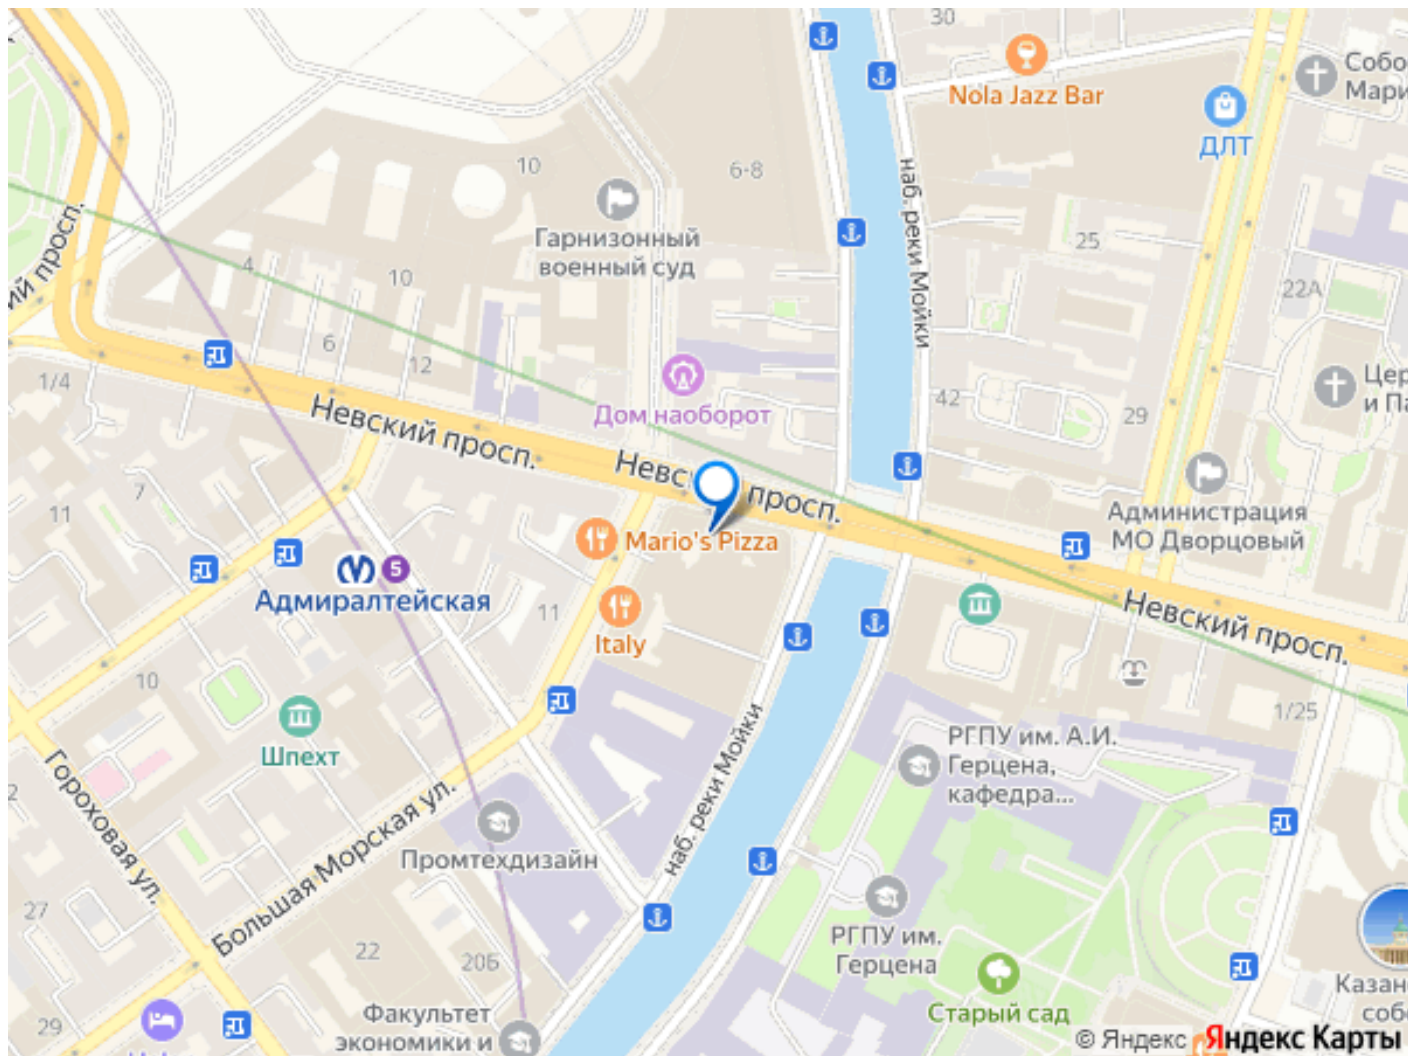 30
Nola Jazz Bar
Собо
Мари
ДЛТ
10
6-8
наб. реки Мойки
Гарнизонный
военный суд
ий просп.
4
10
25
22А
6
12
1/4
Дом наоборот
42
29
Цер
и Па
Невский просп.
Невс
просп.
7
11
Mario's Pizza
Администрация
МО Дворцовый
5
Адмиралтейская
11
Italy
Невский просп.
10
Шпехт
1/25
наб. реки Мойки
РГПУ им. А.И.
Герцена,
кафедра...
2
Гороховая ул.
Большая Морская ул.
Промтехдизайн
27
22
20Б
РГПУ им.
Герцена
Старый сад
Казан
собо
29
Факультет
экономики и
© Яндекс Яндекс Карты